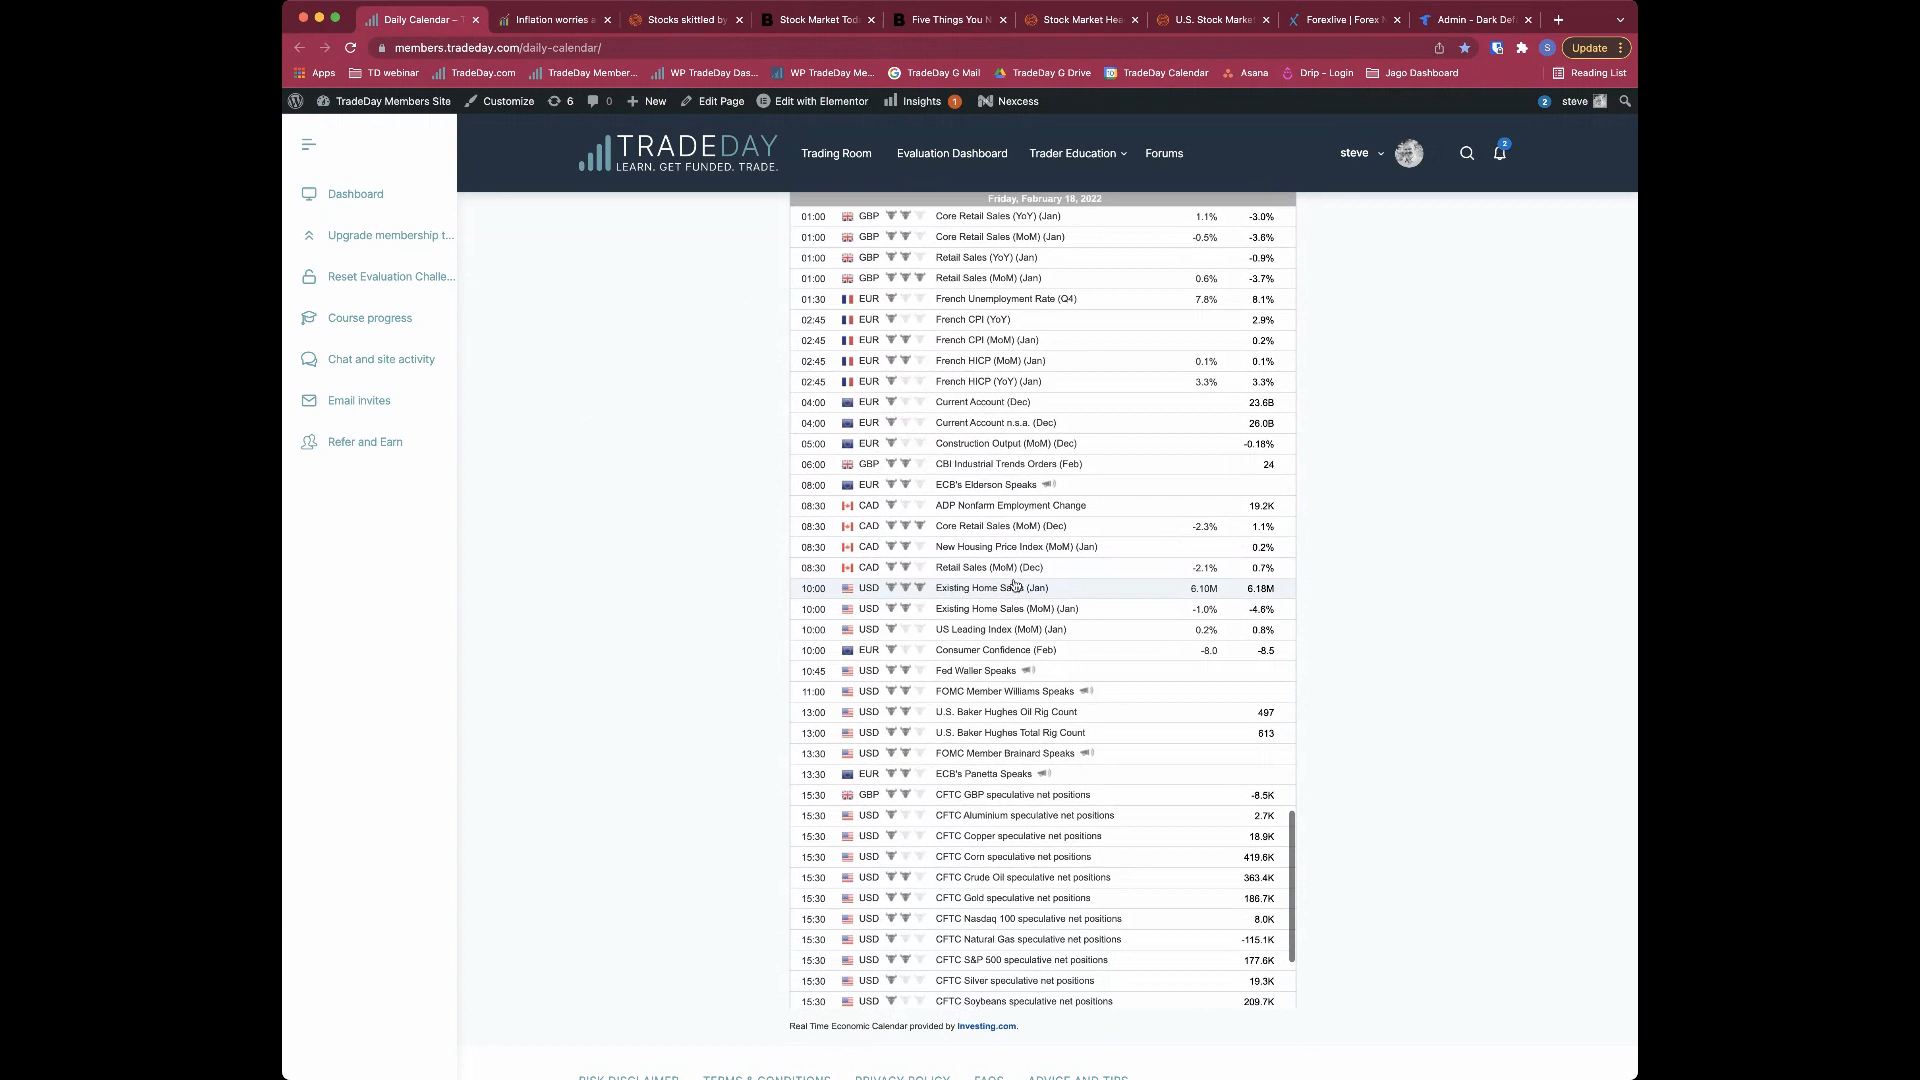 Daily Calendar – T
Inflation worries a
Stocks skittled by
Stock Market Tod
Five Things You N
Stock Market Hea
U.S. Stock Market
Forexlive | Forex N
Admin - Dark Def
members.tradeday.com/daily-calendar/
S
Update
Apps
TD webinar
TradeDay.com
TradeDay Member...
WP TradeDay Das...
WP TradeDay Me...
TradeDay G Mail
TradeDay G Drive
TradeDay Calendar
Asana
Drip - Login
Jago Dashboard
Reading List
TradeDay Members Site
Customize
6
0
New
Edit Page
Edit with Elementor
Insights 1
Nexcess
2
steve
TRADEDAY
LEARN. GET FUNDED. TRADE.
Trading Room
Evaluation Dashboard
Trader Education
Forums
steve
2
Dashboard
Upgrade membership t...
Reset Evaluation Challe...
Course progress
Chat and site activity
Email invites
Refer and Earn
Friday, February 18, 2022
01:00 GBP Core Retail Sales (YoY) (Jan) 1.1% -3.0%
01:00 GBP Core Retail Sales (MoM) (Jan) -0.5% -3.6%
01:00 GBP Retail Sales (YoY) (Jan) -0.9%
01:00 GBP Retail Sales (MoM) (Jan) 0.6% -3.7%
01:30 EUR French Unemployment Rate (Q4) 7.8% 8.1%
02:45 EUR French CPI (YoY) 2.9%
02:45 EUR French CPI (MoM) (Jan) 0.2%
02:45 EUR French HICP (MoM) (Jan) 0.1% 0.1%
02:45 EUR French HICP (YoY) (Jan) 3.3% 3.3%
04:00 EUR Current Account (Dec) 23.6B
04:00 EUR Current Account n.s.a. (Dec) 26.0B
05:00 EUR Construction Output (MoM) (Dec) -0.18%
06:00 GBP CBI Industrial Trends Orders (Feb) 24
08:00 EUR ECB's Elderson Speaks
08:30 CAD ADP Nonfarm Employment Change 19.2K
08:30 CAD Core Retail Sales (MoM) (Dec) -2.3% 1.1%
08:30 CAD New Housing Price Index (MoM) (Jan) 0.2%
08:30 CAD Retail Sales (MoM) (Dec) -2.1% 0.7%
10:00 USD Existing Home Sales (Jan) 6.10M 6.18M
10:00 USD Existing Home Sales (MoM) (Jan) -1.0% -4.6%
10:00 USD US Leading Index (MoM) (Jan) 0.2% 0.8%
10:00 EUR Consumer Confidence (Feb) -8.0 -8.5
10:45 USD Fed Waller Speaks
11:00 USD FOMC Member Williams Speaks
13:00 USD U.S. Baker Hughes Oil Rig Count 497
13:00 USD U.S. Baker Hughes Total Rig Count 613
13:30 USD FOMC Member Brainard Speaks
13:30 EUR ECB's Panetta Speaks
15:30 GBP CFTC GBP speculative net positions -8.5K
15:30 USD CFTC Aluminium speculative net positions 2.7K
15:30 USD CFTC Copper speculative net positions 18.9K
15:30 USD CFTC Corn speculative net positions 419.6K
15:30 USD CFTC Crude Oil speculative net positions 363.4K
15:30 USD CFTC Gold speculative net positions 186.7K
15:30 USD CFTC Nasdaq 100 speculative net positions 8.0K
15:30 USD CFTC Natural Gas speculative net positions -115.1K
15:30 USD CFTC S&P 500 speculative net positions 177.6K
15:30 USD CFTC Silver speculative net positions 19.3K
15:30 USD CFTC Soybeans speculative net positions 209.7K
Real Time Economic Calendar provided by Investing.com.
RISK DISCLAIMER TERMS & CONDITIONS PRIVACY POLICY FAQS ADVICE AND TIPS